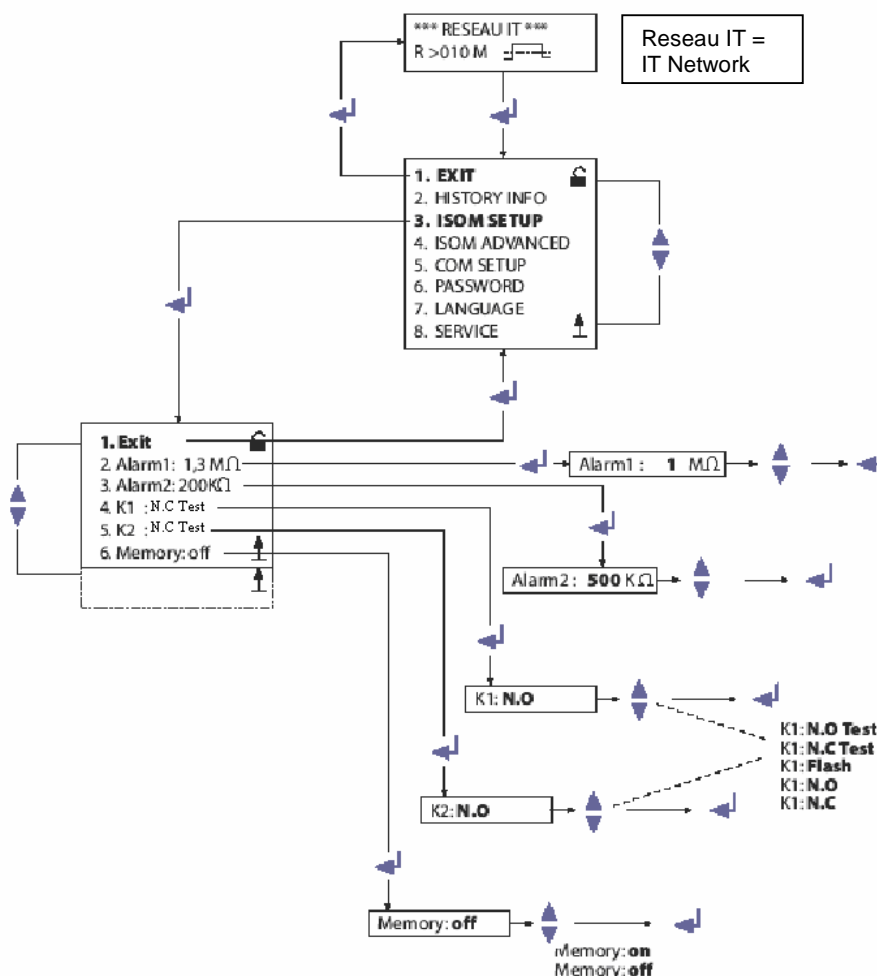 *** RESEAU IT ***
R >010 M
Reseau IT =
IT Network
1. EXIT
2. HISTORY INFO
3. ISOM SETUP
4. ISOM ADVANCED
5. COM SETUP
6. PASSWORD
7. LANGUAGE
8. SERVICE
1. Exit
2. Alarm1: 1,3 MΩ
3. Alarm2: 200KΩ
4. K1 : N.C Test
5. K2 : N.C Test
6. Memory: off
Alarm1 : 1 MΩ
Alarm2 : 500 KΩ
K1: N.O
K1: N.O Test
K1: N.C Test
K1: Flash
K1: N.O
K1: N.C
K2: N.O
Memory: off
Memory: on
Memory: off